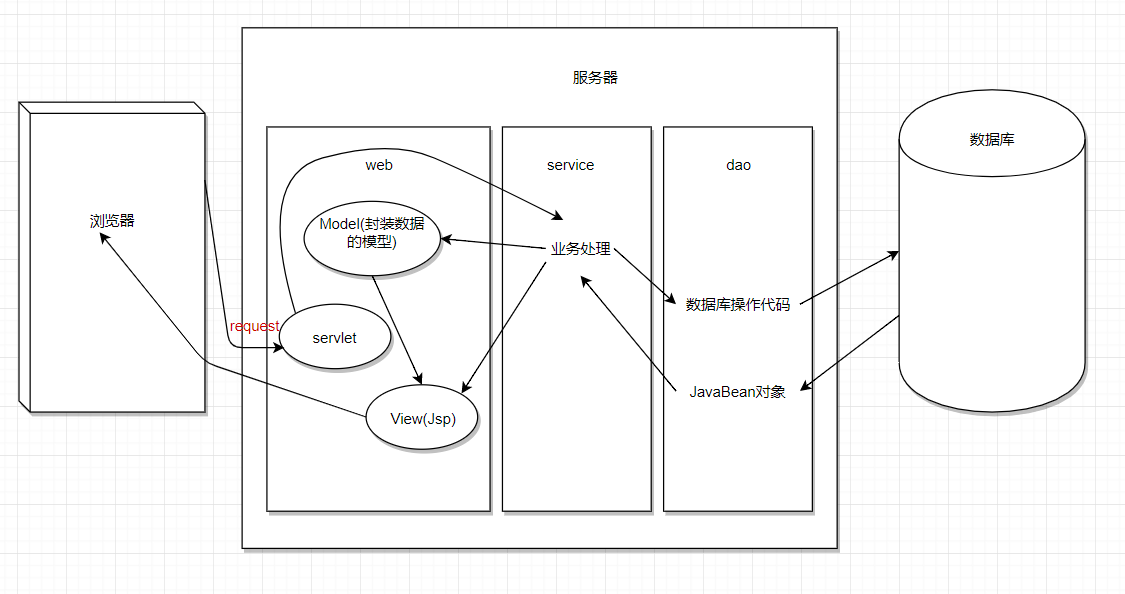 服务器
数据库
web
service
dao
浏览器
Model(封装数据
的模型)
业务处理
数据库操作代码
request
servlet
JavaBean对象
View(Jsp)